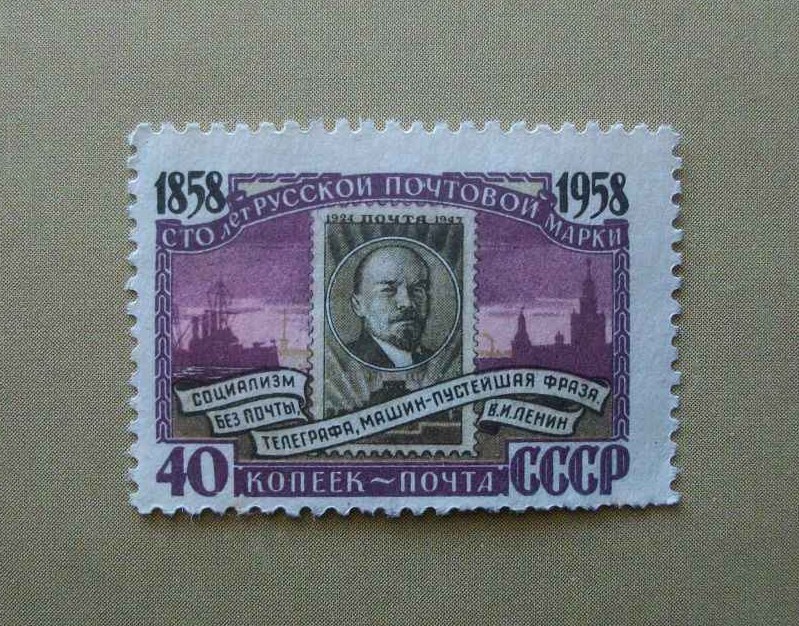 1858 1958
СТО лет РУССКОЙ ПОЧТОВОЙ МАРКИ
1924 ПОЧТА 1947
СОЦИАЛИЗМ
БЕЗ ПОЧТЫ,
ТЕЛЕГРАФА, МАШИН-ПУСТЕЙШАЯ ФРАЗА.
В.И.ЛЕНИН
40 КОПЕЕК~ПОЧТА СССР